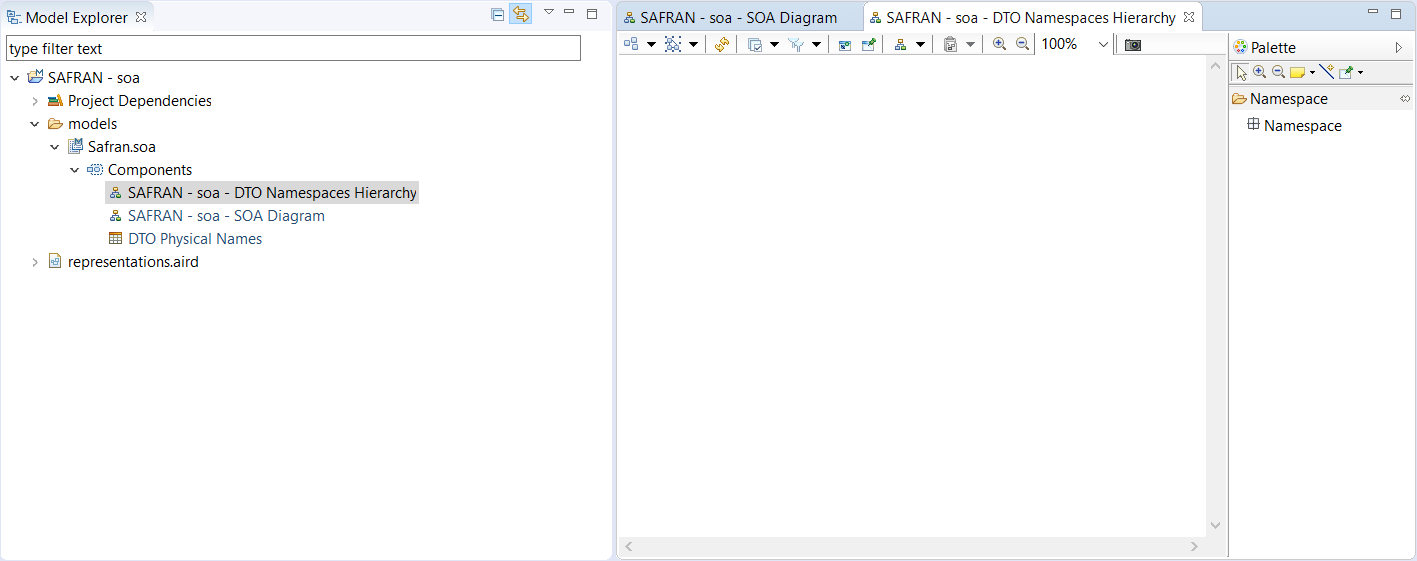 Model Explorer
type filter text
SAFRAN - soa
Project Dependencies
models
Safran.soa
Components
SAFRAN - soa - DTO Namespaces Hierarchy
SAFRAN - soa - SOA Diagram
DTO Physical Names
representations.aird
SAFRAN - soa - SOA Diagram
SAFRAN - soa - DTO Namespaces Hierarchy
100%
Palette
Namespace
Namespace